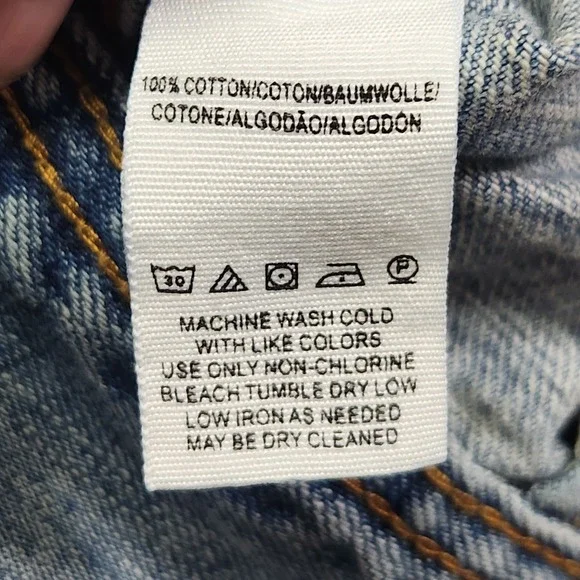 100% COTTON/COTON/BAUMWOLLE/
COTONE/ALGODÃO/ALGODÓN
30 P
MACHINE WASH COLD
WITH LIKE COLORS
USE ONLY NON-CHLORINE
BLEACH TUMBLE DRY LOW
LOW IRON AS NEEDED
MAY BE DRY CLEANED